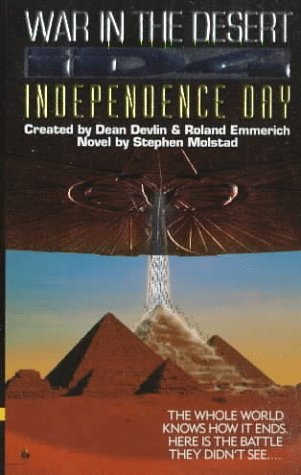 WAR IN THE DESERT
ID4
INDEPENDENCE DAY
Created by Dean Devlin & Roland Emmerich
Novel by Stephen Molstad
THE WHOLE WORLD
KNOWS HOW IT ENDS.
HERE IS THE BATTLE
THEY DIDN'T SEE....